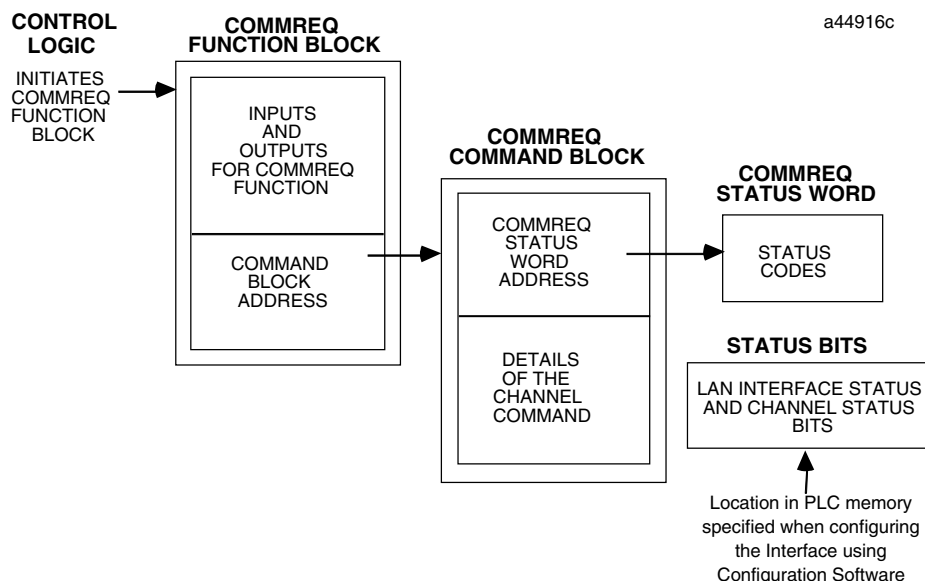 CONTROL
LOGIC
INITIATES
COMMREQ
FUNCTION
BLOCK
COMMREQ
FUNCTION BLOCK
INPUTS
AND
OUTPUTS
FOR COMMREQ
FUNCTION
COMMAND
BLOCK
ADDRESS
COMMREQ
COMMAND BLOCK
COMMREQ
STATUS
WORD
ADDRESS
DETAILS
OF THE
CHANNEL
COMMAND
a44916c
COMMREQ
STATUS WORD
STATUS
CODES
STATUS BITS
LAN INTERFACE STATUS
AND CHANNEL STATUS
BITS
Location in PLC memory
specified when configuring
the Interface using
Configuration Software